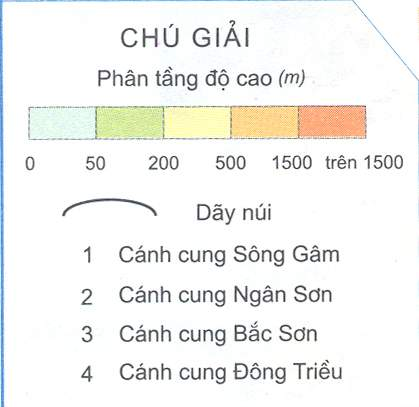 CHÚ GIẢI
Phân tầng độ cao (m)
0 50 200 500 1500 trên 1500
Dãy núi
1 Cánh cung Sông Gâm
2 Cánh cung Ngân Sơn
3 Cánh cung Bắc Sơn
4 Cánh cung Đông Triều